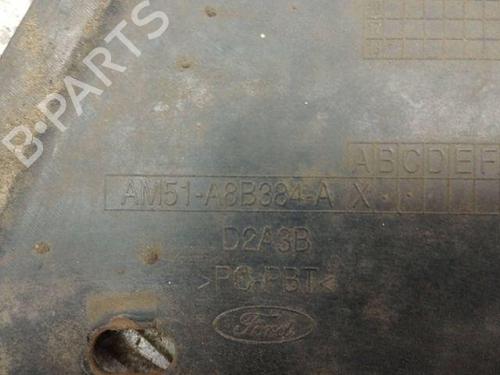 B-PARTS
ABCDEF
AM51-A8B384-A X
D2A3B
>PC-PBT<
Ford